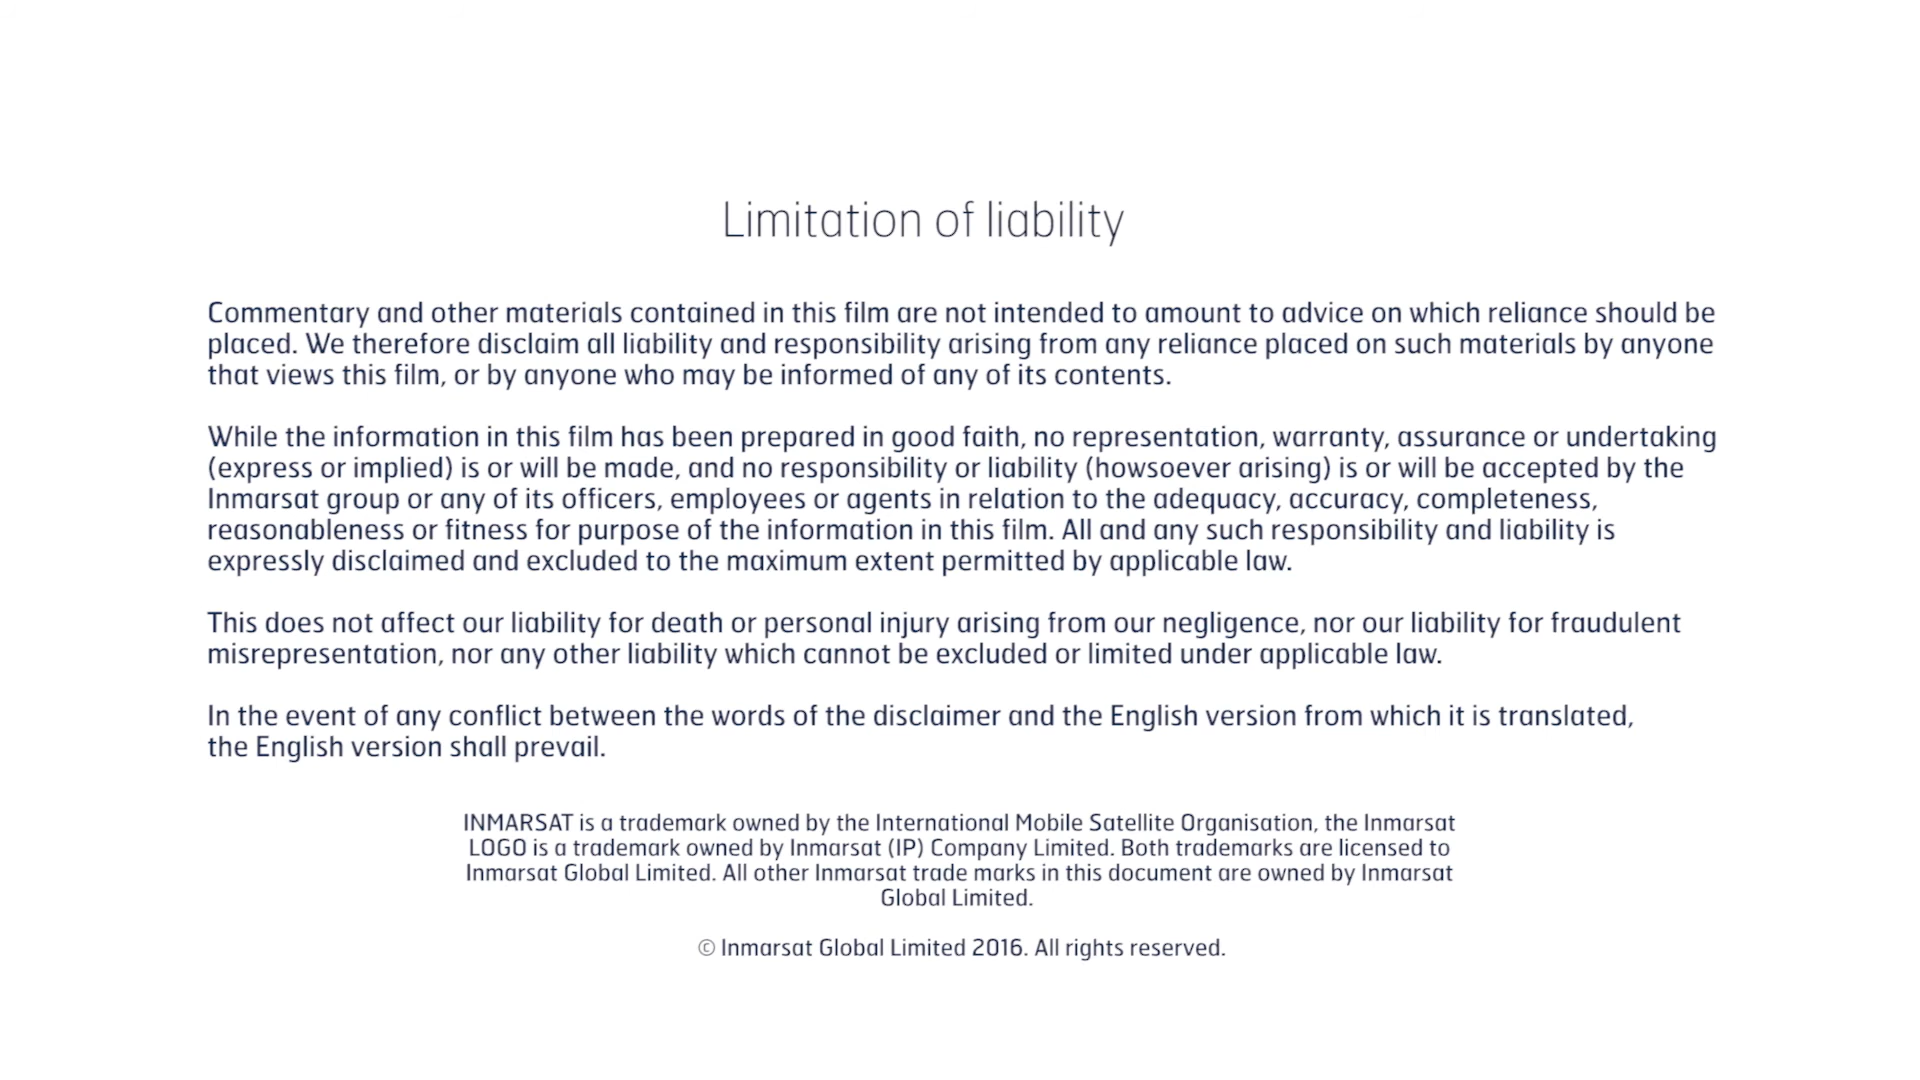 Limitation of liability
Commentary and other materials contained in this film are not intended to amount to advice on which reliance should be
placed. We therefore disclaim all liability and responsibility arising from any reliance placed on such materials by anyone
that views this film, or by anyone who may be informed of any of its contents.
While the information in this film has been prepared in good faith, no representation, warranty, assurance or undertaking
(express or implied) is or will be made, and no responsibility or liability (howsoever arising) is or will be accepted by the
Inmarsat group or any of its officers, employees or agents in relation to the adequacy, accuracy, completeness,
reasonableness or fitness for purpose of the information in this film. All and any such responsibility and liability is
expressly disclaimed and excluded to the maximum extent permitted by applicable law.
This does not affect our liability for death or personal injury arising from our negligence, nor our liability for fraudulent
misrepresentation, nor any other liability which cannot be excluded or limited under applicable law.
In the event of any conflict between the words of the disclaimer and the English version from which it is translated,
the English version shall prevail.
INMARSAT is a trademark owned by the International Mobile Satellite Organisation, the Inmarsat
LOGO is a trademark owned by Inmarsat (IP) Company Limited. Both trademarks are licensed to
Inmarsat Global Limited. All other Inmarsat trade marks in this document are owned by Inmarsat
Global Limited.
© Inmarsat Global Limited 2016. All rights reserved.